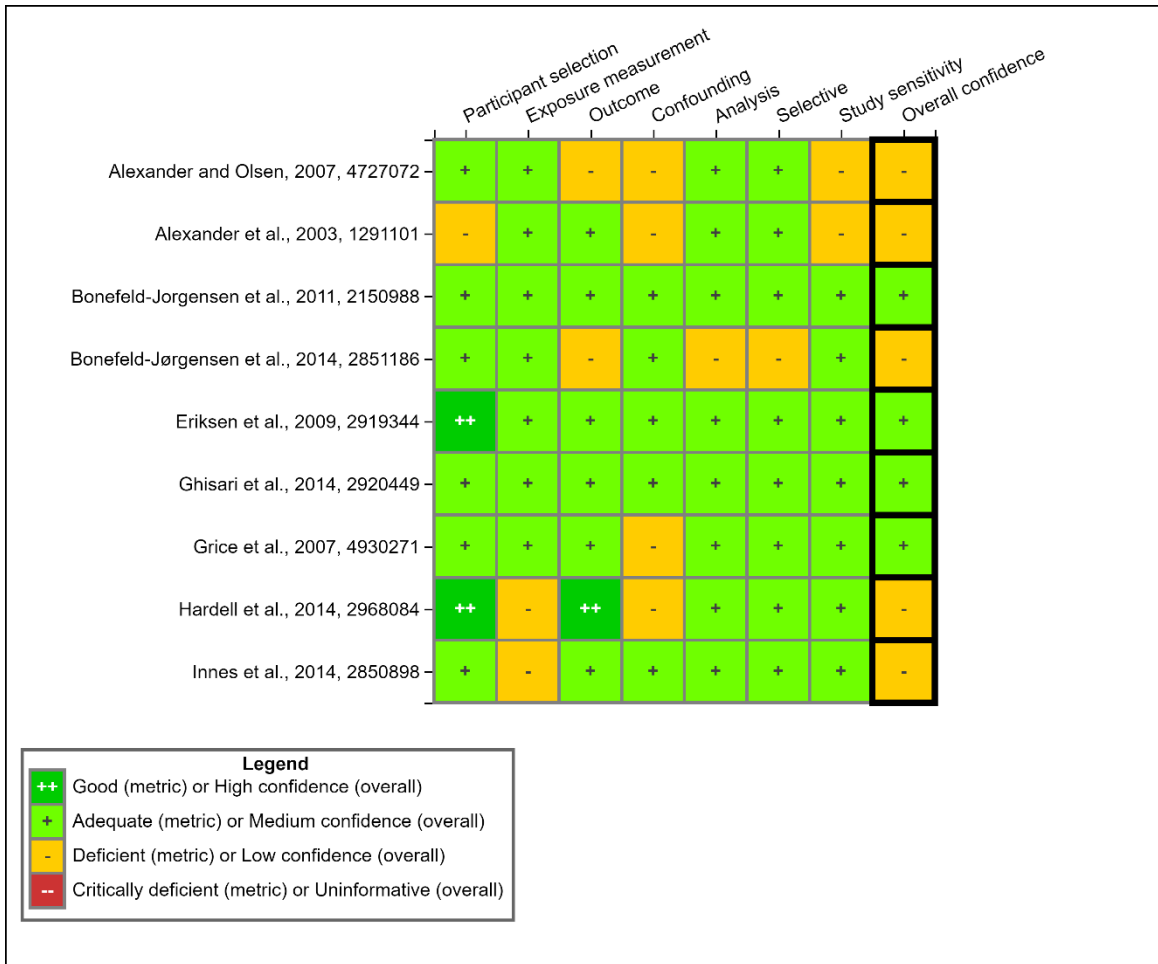 Participant selection
Exposure measurement
Outcome
Confounding
Analysis
Selective
Study sensitivity
Overall confidence
Alexander and Olsen, 2007, 4727072 + + - - + + - -
Alexander et al., 2003, 1291101 - + + - + + - -
Bonefeld-Jorgensen et al., 2011, 2150988 + + + + + + + +
Bonefeld-Jørgensen et al., 2014, 2851186 + + - + - - + -
Eriksen et al., 2009, 2919344 ++ + + + + + + +
Ghisari et al., 2014, 2920449 + + + + + + + +
Grice et al., 2007, 4930271 + + + - + + + +
Hardell et al., 2014, 2968084 ++ - ++ - + + + -
Innes et al., 2014, 2850898 + - + + + + + -
Legend
++ Good (metric) or High confidence (overall)
+ Adequate (metric) or Medium confidence (overall)
- Deficient (metric) or Low confidence (overall)
-- Critically deficient (metric) or Uninformative (overall)